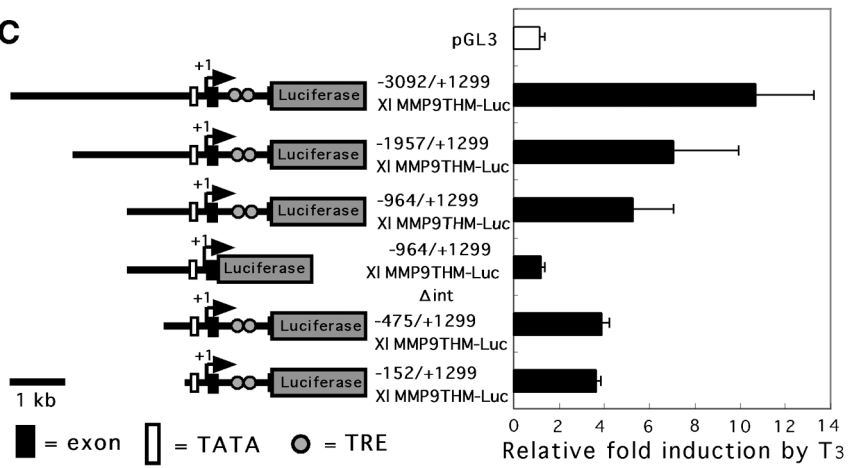 C
pGL3
+1
Luciferase
-3092/+1299
Xl MMP9THM-Luc
+1
Luciferase
-1957/+1299
Xl MMP9THM-Luc
+1
Luciferase
-964/+1299
Xl MMP9THM-Luc
+1
Luciferase
-964/+1299
Xl MMP9THM-Luc
Δint
+1
Luciferase
-475/+1299
Xl MMP9THM-Luc
+1
Luciferase
-152/+1299
Xl MMP9THM-Luc
1 kb
0 2 4 6 8 10 12 14
Relative fold induction by T3
= exon = TATA = TRE